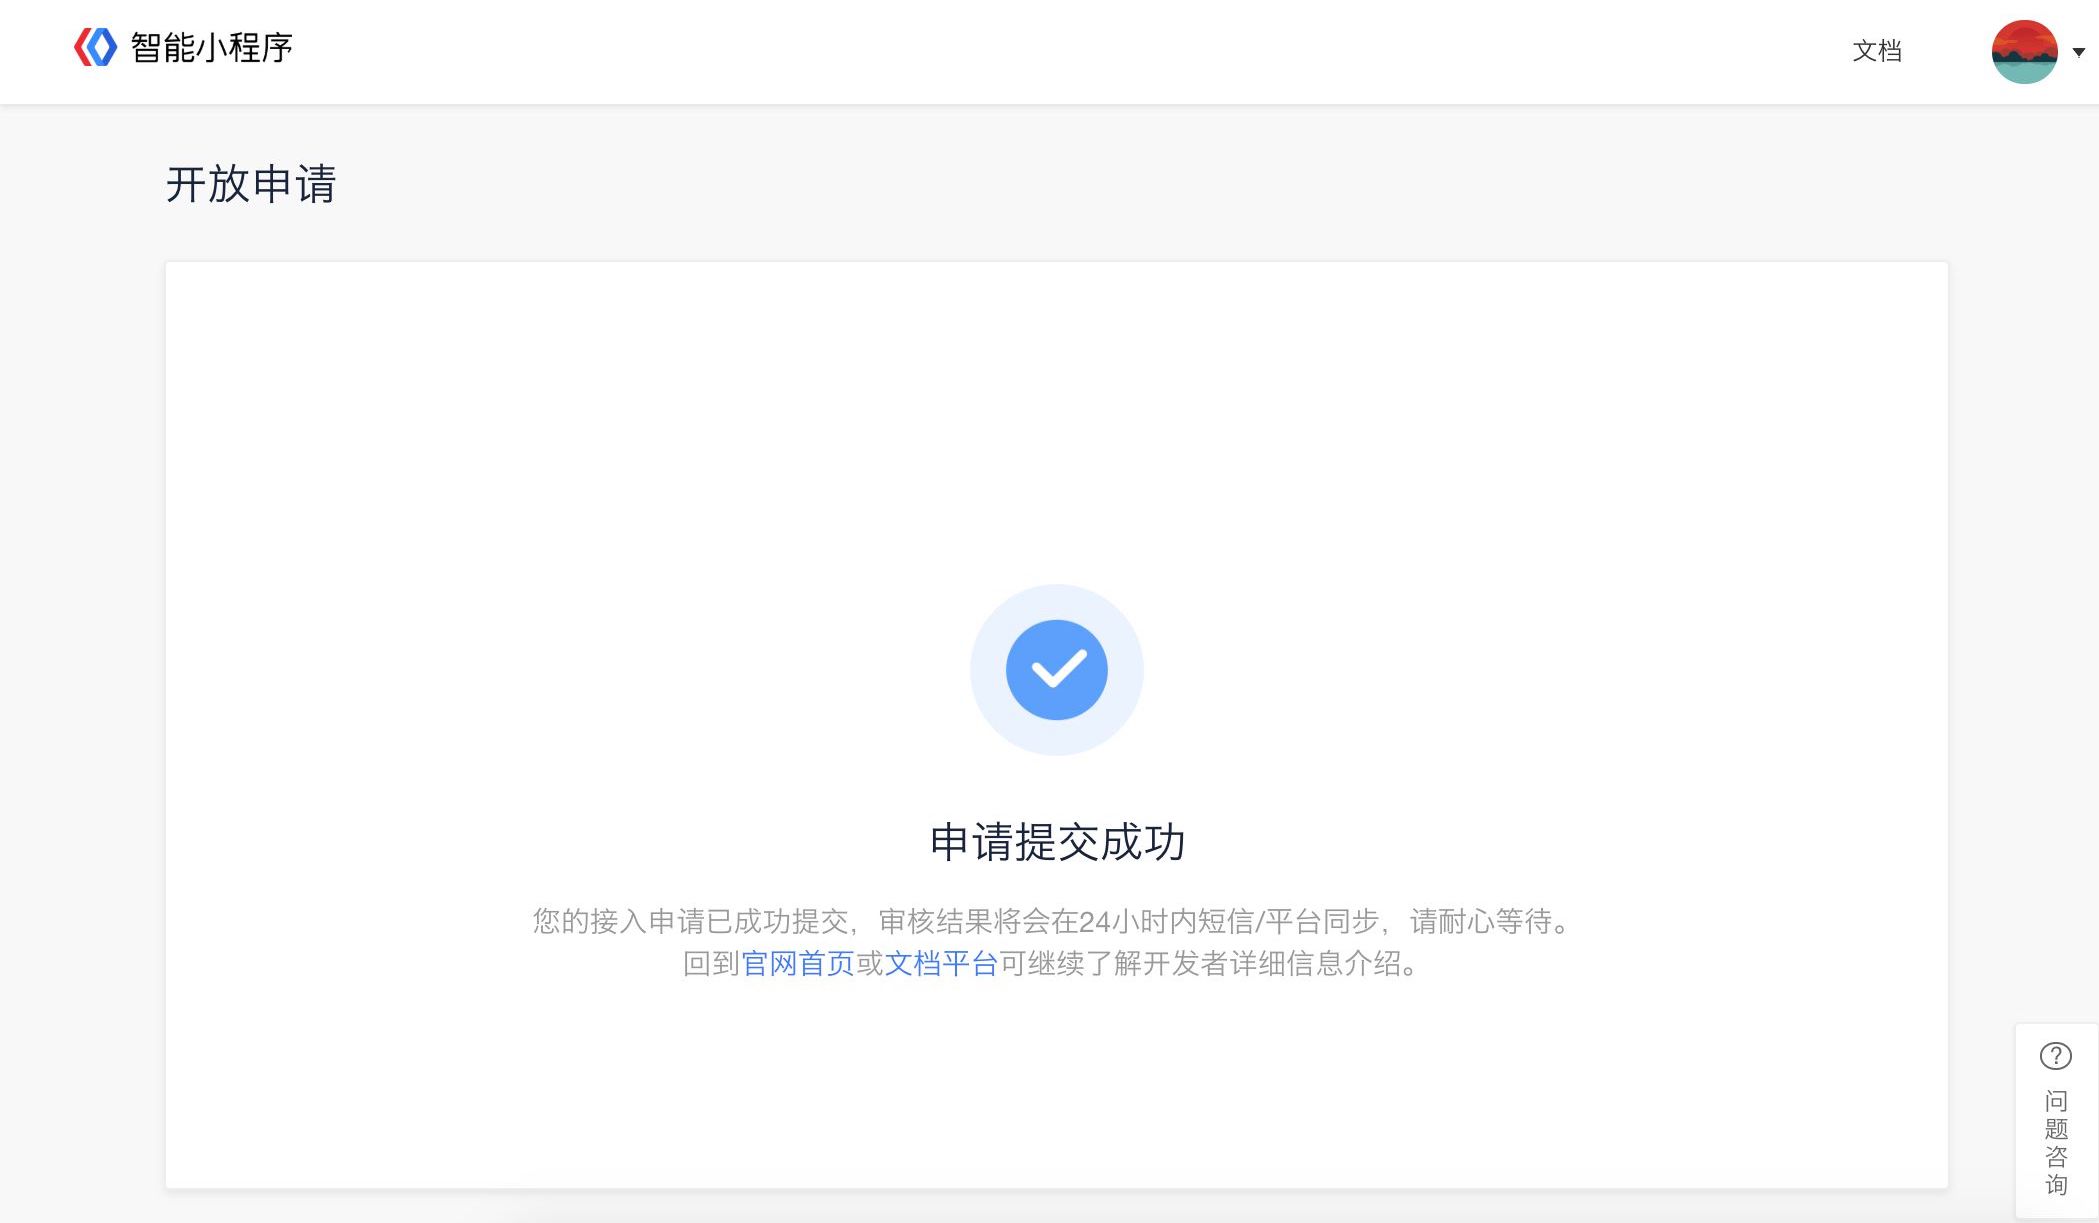 智能小程序
文档
开放申请
申请提交成功
您的接入申请已成功提交，审核结果将会在24小时内短信/平台同步，请耐心等待。
回到官网首页或文档平台可继续了解开发者详细信息介绍。
?
问
题
咨
询